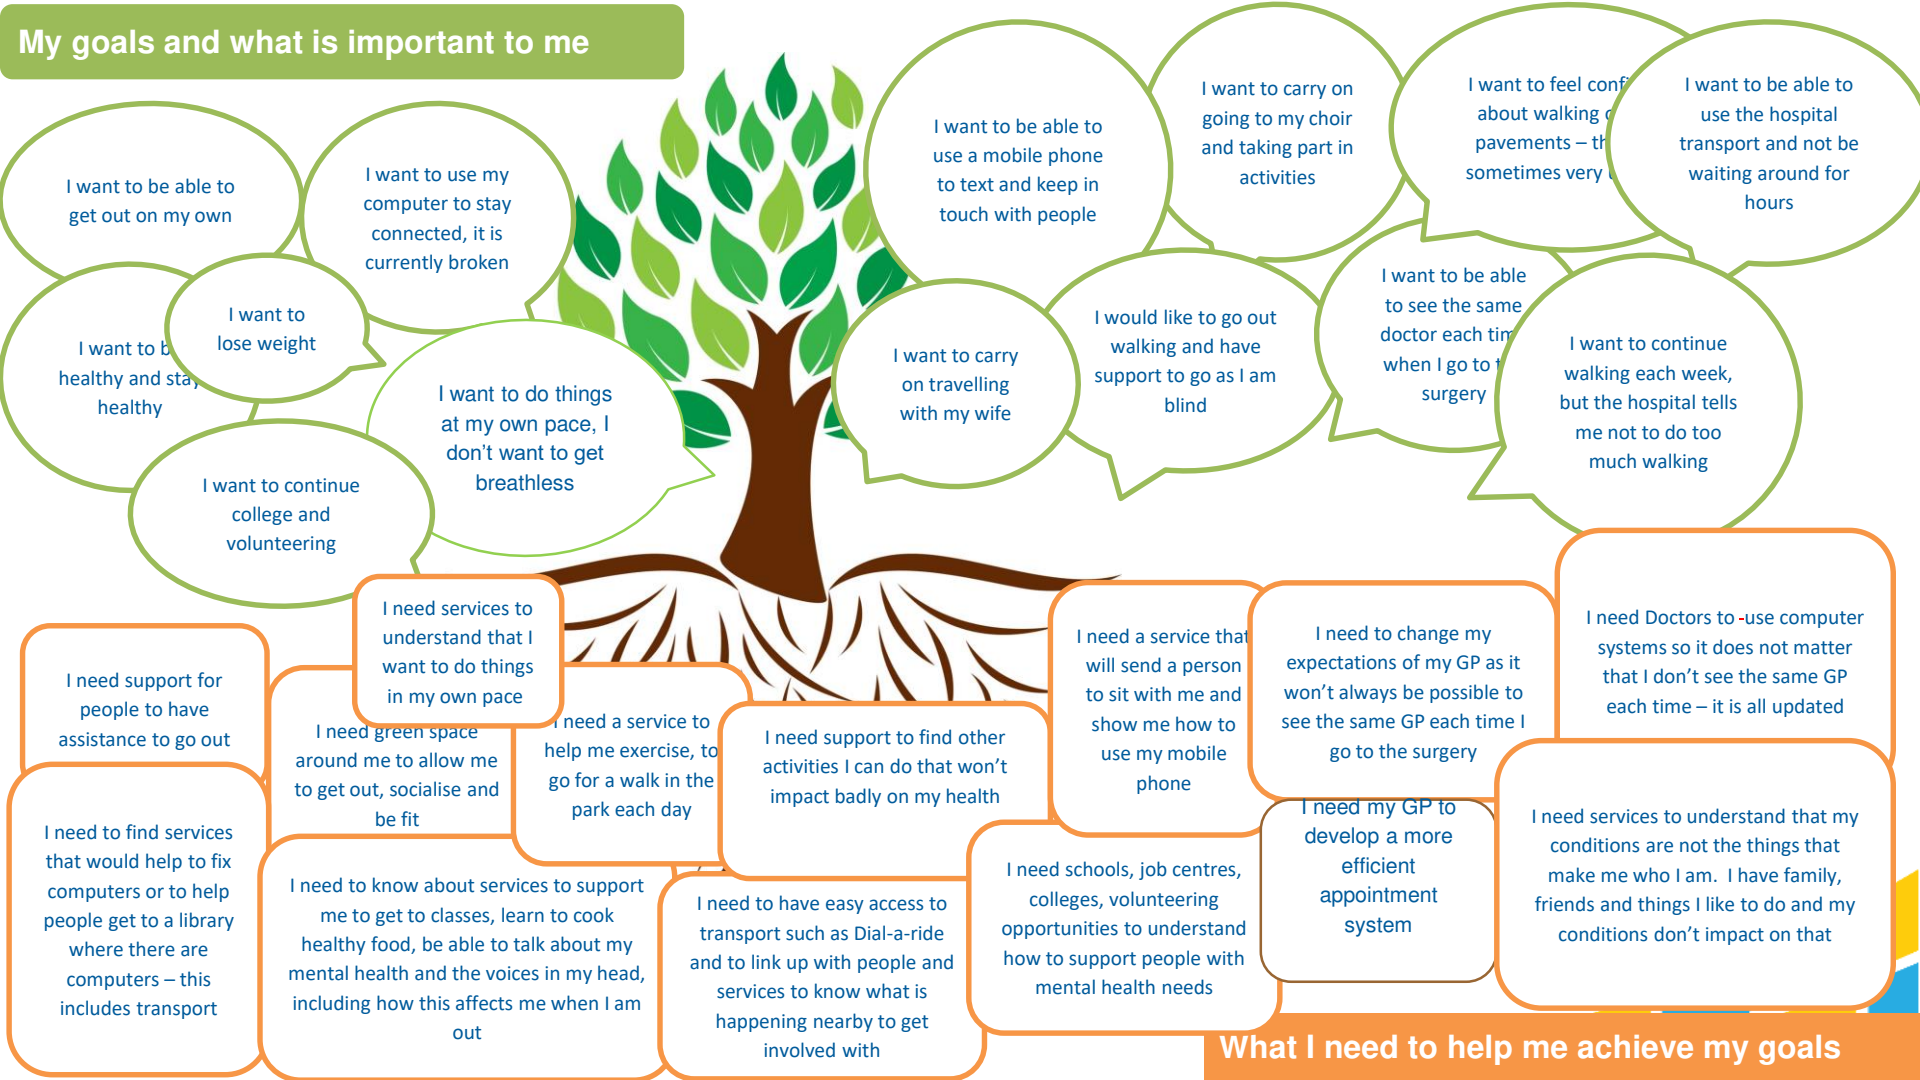 My goals and what is important to me
I want to be able to
get out on my own
I want to use my
computer to stay
connected, it is
currently broken
I want to
lose weight
I want to b
healthy and stay
healthy
I want to do things
at my own pace, I
don't want to get
breathless
I want to continue
college and
volunteering
I want to be able to
use a mobile phone
to text and keep in
touch with people
I want to carry on
going to my choir
and taking part in
activities
I want to feel conf
about walking
pavements –
sometimes very
I want to be able to
use the hospital
transport and not be
waiting around for
hours
I want to carry
on travelling
with my wife
I would like to go out
walking and have
support to go as I am
blind
I want to be able
to see the same
doctor each tim
when I go to
surgery
I want to continue
walking each week,
but the hospital tells
me not to do too
much walking
I need support for
people to have
assistance to go out
I need services to
understand that I
want to do things
in my own pace
I need green space
around me to allow me
to get out, socialise and
be fit
I need a service to
help me exercise, to
go for a walk in the
park each day
I need support to find other
activities I can do that won't
impact badly on my health
I need a service that
will send a person
to sit with me and
show me how to
use my mobile
phone
I need to change my
expectations of my GP as it
won't always be possible to
see the same GP each time I
go to the surgery
I need Doctors to -use computer
systems so it does not matter
that I don't see the same GP
each time – it is all updated
I need to find services
that would help to fix
computers or to help
people get to a library
where there are
computers – this
includes transport
I need to know about services to support
me to get to classes, learn to cook
healthy food, be able to talk about my
mental health and the voices in my head,
including how this affects me when I am
out
I need to have easy access to
transport such as Dial-a-ride
and to link up with people and
services to know what is
happening nearby to get
involved with
I need schools, job centres,
colleges, volunteering
opportunities to understand
how to support people with
mental health needs
I need my GP to
develop a more
efficient
appointment
system
I need services to understand that my
conditions are not the things that
make me who I am.  I have family,
friends and things I like to do and my
conditions don't impact on that
What I need to help me achieve my goals